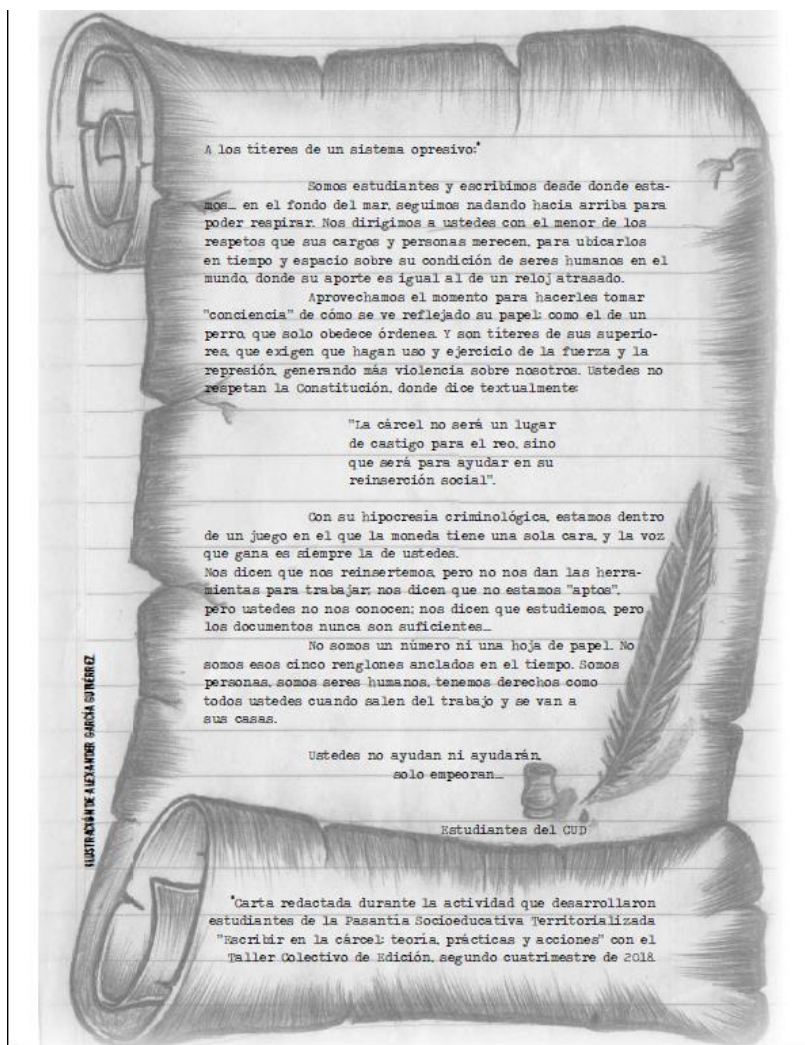 A los títeres de un sistema opresivo:*
Somos estudiantes y escribimos desde donde esta-
mos… en el fondo del mar, seguimos nadando hacia arriba para
poder respirar. Nos dirigimos a ustedes con el menor de los
respetos que sus cargos y personas merecen, para ubicarlos
en tiempo y espacio sobre su condición de seres humanos en el
mundo, donde su aporte es igual al de un reloj atrasado.
Aprovechamos el momento para hacerles tomar
"conciencia" de cómo se ve reflejado su papel: como el de un
perro, que solo obedece órdenes. Y son títeres de sus superio-
res, que exigen que hagan uso y ejercicio de la fuerza y la
represión, generando más violencia sobre nosotros. Ustedes no
respetan la Constitución, donde dice textualmente:
"La cárcel no será un lugar
de castigo para el reo, sino
que será para ayudar en su
reinserción social".
Con su hipocresía criminológica, estamos dentro
de un juego en el que la moneda tiene una sola cara, y la voz
que gana es siempre la de ustedes.
Nos dicen que nos reinsertemos, pero no nos dan las herra-
mientas para trabajar; nos dicen que no estamos "aptos",
pero ustedes no nos conocen; nos dicen que estudiemos, pero
los documentos nunca son suficientes…
No somos un número ni una hoja de papel. No
somos esos cinco renglones anclados en el tiempo. Somos
personas, somos seres humanos, tenemos derechos como
todos ustedes cuando salen del trabajo y se van a
sus casas.
Ustedes no ayudan ni ayudarán,
solo empeoran…
Estudiantes del CUD
*Carta redactada durante la actividad que desarrollaron
estudiantes de la Pasantía Socioeducativa Territorializada
"Escribir en la cárcel: teoría, prácticas y acciones" con el
Taller Colectivo de Edición, segundo cuatrimestre de 2018.
ILUSTRACIÓN DE ALEXANDER GARCÍA GUTIÉRREZ